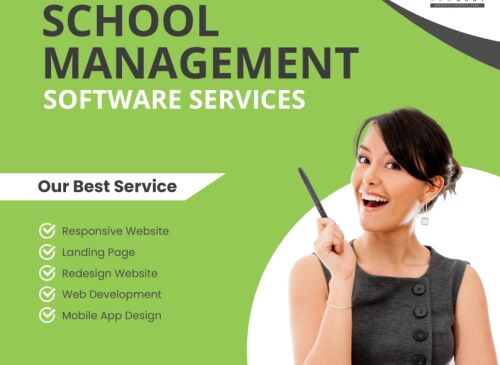 SCHOOL
MANAGEMENT
SOFTWARE SERVICES
Our Best Service
Responsive Website
Landing Page
Redesign Website
Web Development
Mobile App Design